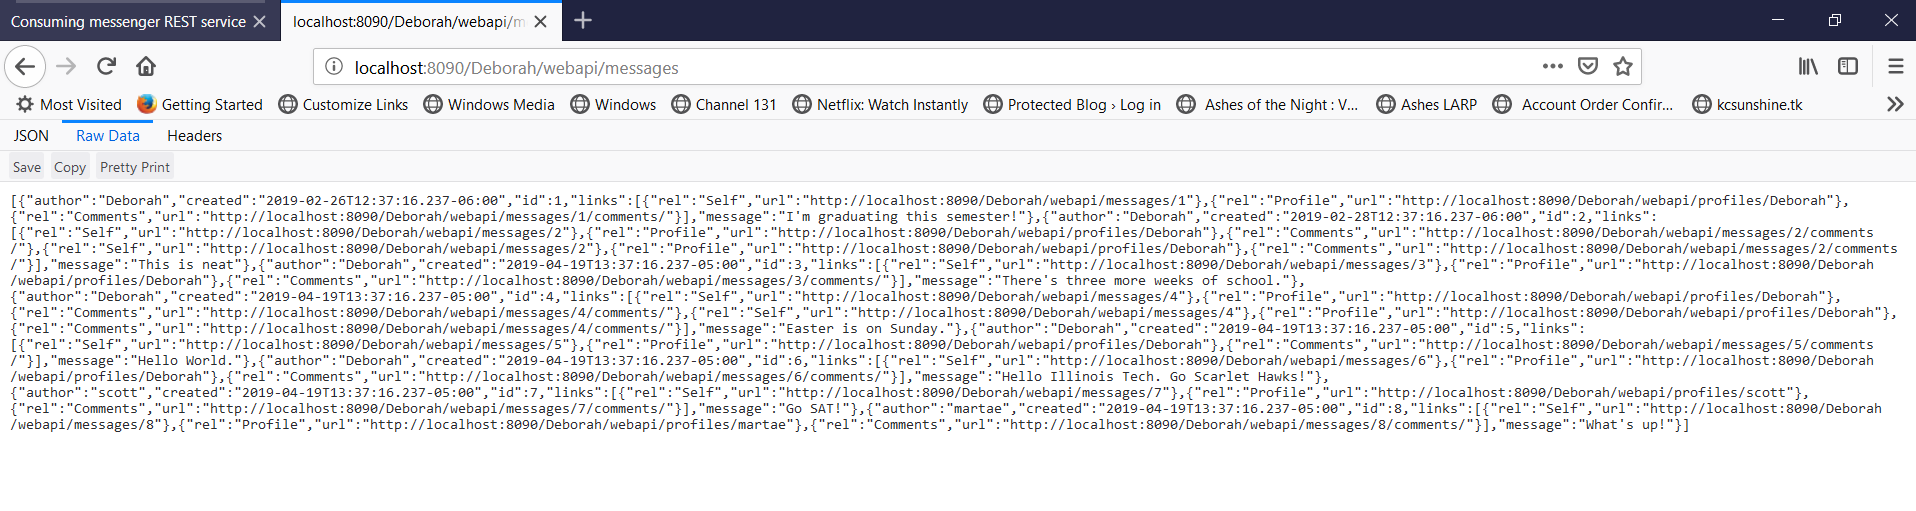 Consuming messenger REST service
localhost:8090/Deborah/webapi/m
localhost:8090/Deborah/webapi/messages
Most Visited Getting Started Customize Links Windows Media Windows Channel 131 Netflix: Watch Instantly Protected Blog › Log in Ashes of the Night : V... Ashes LARP Account Order Confir... kcsunshine.tk
JSON Raw Data Headers
Save Copy Pretty Print
[{"author":"Deborah","created":"2019-02-26T12:37:16.237-06:00","id":1,"links":[{"rel":"Self","url":"http://localhost:8090/Deborah/webapi/messages/1"},{"rel":"Profile","url":"http://localhost:8090/Deborah/webapi/profiles/Deborah"},
{"rel":"Comments","url":"http://localhost:8090/Deborah/webapi/messages/1/comments/"}],"message":"I'm graduating this semester!"},{"author":"Deborah","created":"2019-02-28T12:37:16.237-06:00","id":2,"links":
[{"rel":"Self","url":"http://localhost:8090/Deborah/webapi/messages/2"},{"rel":"Profile","url":"http://localhost:8090/Deborah/webapi/profiles/Deborah"},{"rel":"Comments","url":"http://localhost:8090/Deborah/webapi/messages/2/comments
/"},{"rel":"Self","url":"http://localhost:8090/Deborah/webapi/messages/2"},{"rel":"Profile","url":"http://localhost:8090/Deborah/webapi/profiles/Deborah"},{"rel":"Comments","url":"http://localhost:8090/Deborah/webapi/messages/2/comments
/"}],"message":"This is neat"},{"author":"Deborah","created":"2019-04-19T13:37:16.237-05:00","id":3,"links":[{"rel":"Self","url":"http://localhost:8090/Deborah/webapi/messages/3"},{"rel":"Profile","url":"http://localhost:8090/Deborah
/webapi/profiles/Deborah"},{"rel":"Comments","url":"http://localhost:8090/Deborah/webapi/messages/3/comments/"}],"message":"There's three more weeks of school."},
{"author":"Deborah","created":"2019-04-19T13:37:16.237-05:00","id":4,"links":[{"rel":"Self","url":"http://localhost:8090/Deborah/webapi/messages/4"},{"rel":"Profile","url":"http://localhost:8090/Deborah/webapi/profiles/Deborah"},
{"rel":"Comments","url":"http://localhost:8090/Deborah/webapi/messages/4/comments/"},{"rel":"Self","url":"http://localhost:8090/Deborah/webapi/messages/4"},{"rel":"Profile","url":"http://localhost:8090/Deborah/webapi/profiles/Deborah"},
{"rel":"Comments","url":"http://localhost:8090/Deborah/webapi/messages/4/comments/"}],"message":"Easter is on Sunday."},{"author":"Deborah","created":"2019-04-19T13:37:16.237-05:00","id":5,"links":
[{"rel":"Self","url":"http://localhost:8090/Deborah/webapi/messages/5"},{"rel":"Profile","url":"http://localhost:8090/Deborah/webapi/profiles/Deborah"},{"rel":"Comments","url":"http://localhost:8090/Deborah/webapi/messages/5/comments
/"}],"message":"Hello World."},{"author":"Deborah","created":"2019-04-19T13:37:16.237-05:00","id":6,"links":[{"rel":"Self","url":"http://localhost:8090/Deborah/webapi/messages/6"},{"rel":"Profile","url":"http://localhost:8090/Deborah
/webapi/profiles/Deborah"},{"rel":"Comments","url":"http://localhost:8090/Deborah/webapi/messages/6/comments/"}],"message":"Hello Illinois Tech. Go Scarlet Hawks!"},
{"author":"scott","created":"2019-04-19T13:37:16.237-05:00","id":7,"links":[{"rel":"Self","url":"http://localhost:8090/Deborah/webapi/messages/7"},{"rel":"Profile","url":"http://localhost:8090/Deborah/webapi/profiles/scott"},
{"rel":"Comments","url":"http://localhost:8090/Deborah/webapi/messages/7/comments/"}],"message":"Go SAT!"},{"author":"martae","created":"2019-04-19T13:37:16.237-05:00","id":8,"links":[{"rel":"Self","url":"http://localhost:8090/Deborah
/webapi/messages/8"},{"rel":"Profile","url":"http://localhost:8090/Deborah/webapi/profiles/martae"},{"rel":"Comments","url":"http://localhost:8090/Deborah/webapi/messages/8/comments/"}],"message":"What's up!"}]